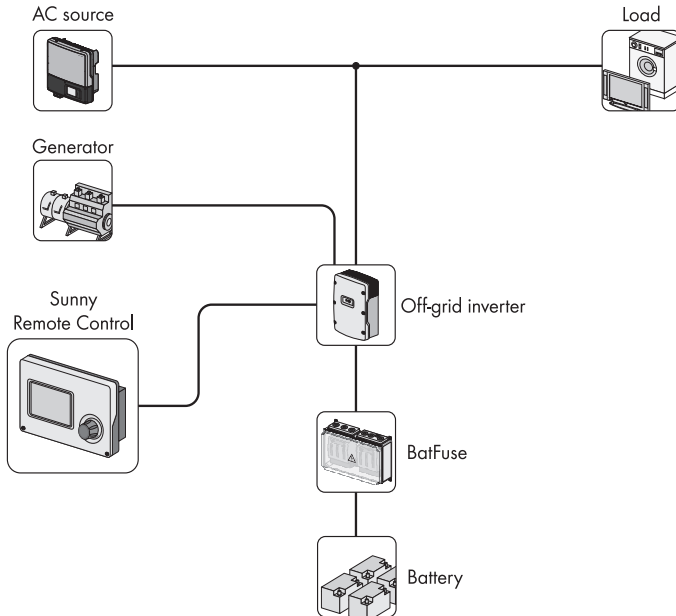 AC source
Load
Generator
Sunny
Remote Control
Off-grid inverter
BatFuse
Battery